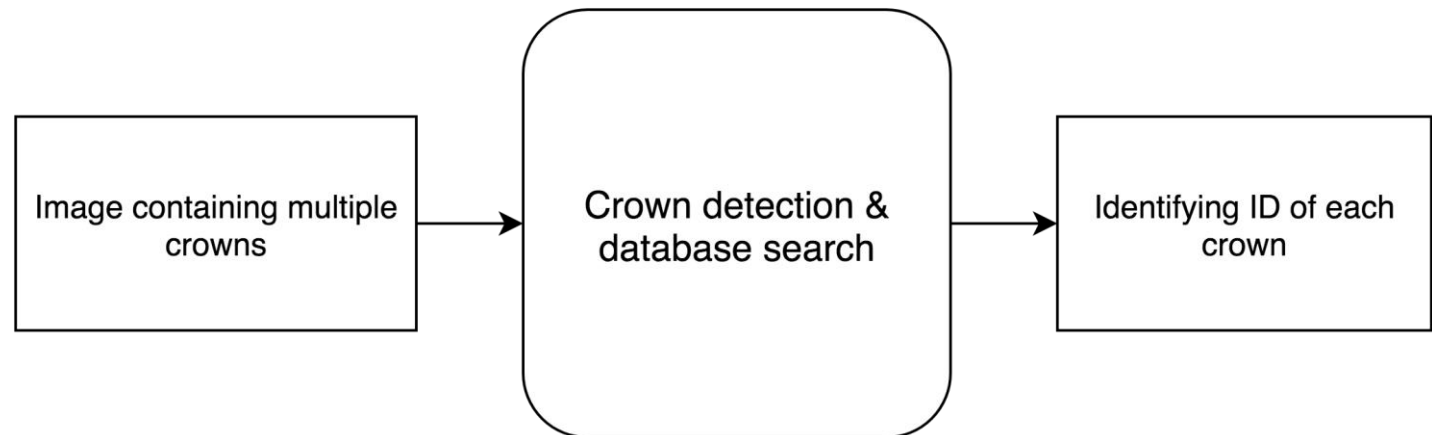 Image containing multiple
crowns
Crown detection &
database search
Identifying ID of each
crown